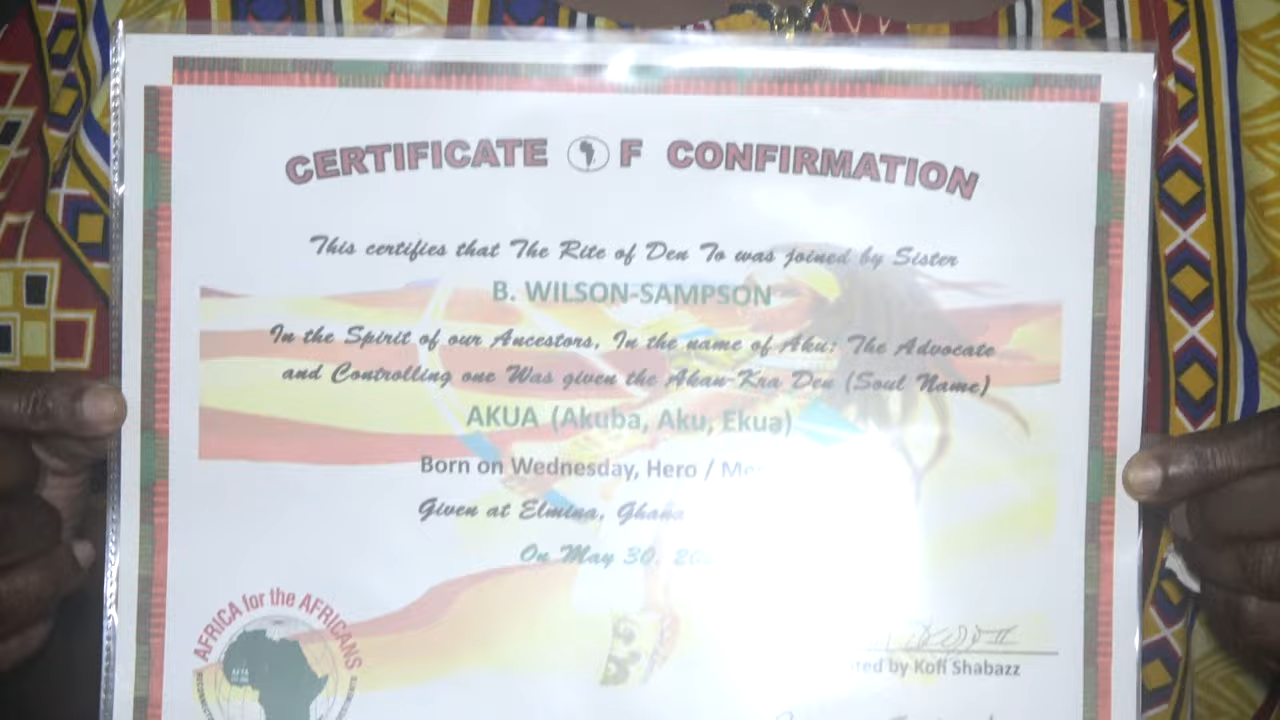 CERTIFICATE OF CONFIRMATION
This certifies that The Rite of Den To was joined by Sister
B. WILSON-SAMPSON
In the Spirit of our Ancestors, In the name of Aku: The Advocate
and Controlling one Was given the Akan-Kra Den (Soul Name)
AKUA (Akuba, Aku, Ekua)
Born on Wednesday, Hero /
Given at Elmina, Ghana
On May 30,
AFRICA for the AFRICANS
by Kofi Shabazz